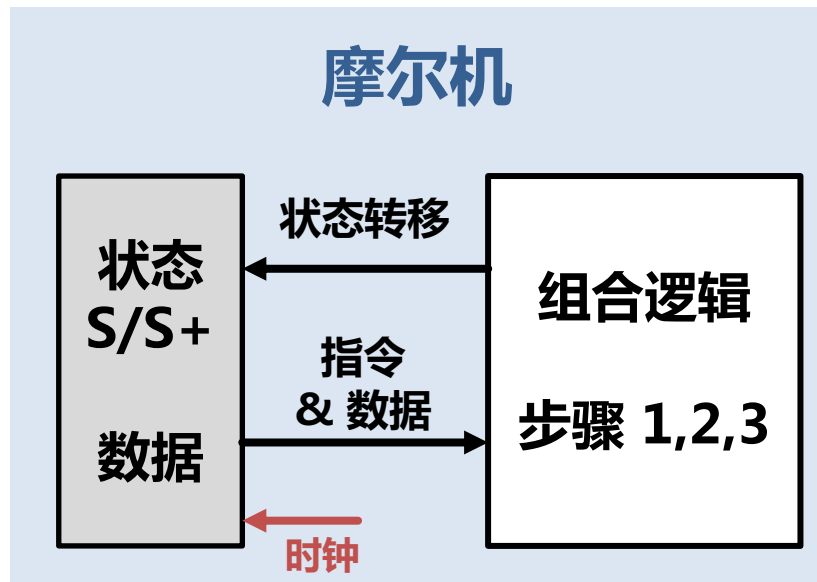 摩尔机
状态
S/S+
数据
状态转移
指令
& 数据
时钟
组合逻辑
步骤 1,2,3